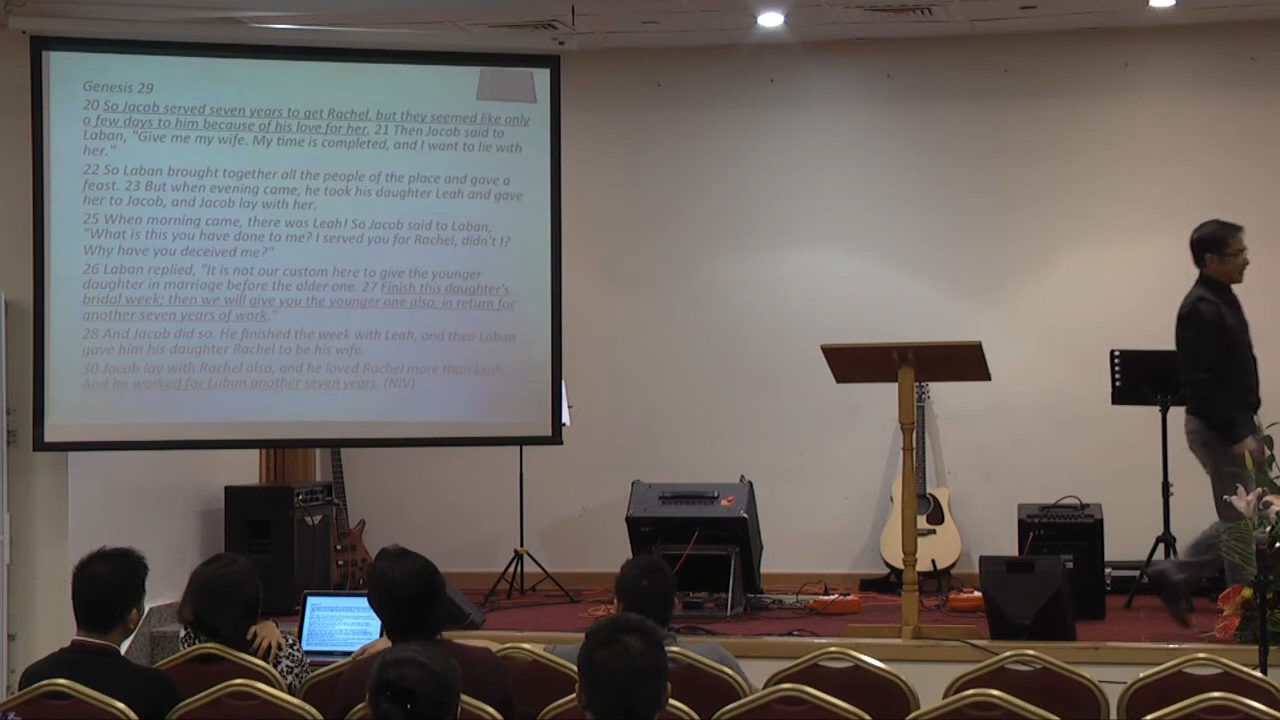 Genesis 29
20 So Jacob served seven years to get Rachel, but they seemed like only
a few days to him because of his love for her. 21 Then Jacob said to
Laban, "Give me my wife. My time is completed, and I want to lie with
her."
22 So Laban brought together all the people of the place and gave a
feast. 23 But when evening came, he took his daughter Leah and gave
her to Jacob, and Jacob lay with her.
25 When morning came, there was Leah! So Jacob said to Laban,
"What is this you have done to me? I served you for Rachel, didn't I?
Why have you deceived me?"
26 Laban replied, "It is not our custom here to give the younger
daughter in marriage before the older one. 27 Finish this daughter's
bridal week; then we will give you the younger one also, in return for
another seven years of work."
28 And Jacob did so. He finished the week with Leah, and then Laban
gave him his daughter Rachel to be his wife.
30 Jacob lay with Rachel also, and he loved Rachel more than Leah.
And he worked for Laban another seven years. (NIV)